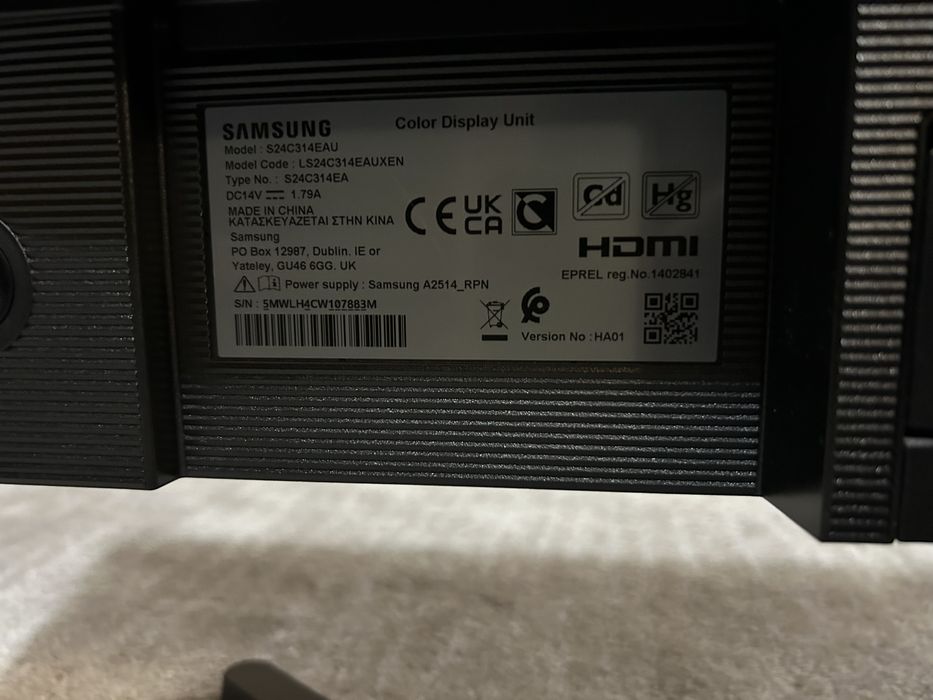 SAMSUNG
Color Display Unit
Model : S24C314EAU
Model Code : LS24C314EAUXEN
Type No. : S24C314EA
DC14V ⎓ 1.79A
MADE IN CHINA
ΚΑΤΑΣΚΕΥΑΖΕΤΑΙ ΣΤΗΝ ΚΙΝΑ
Samsung
PO Box 12987, Dublin. IE or
Yateley, GU46 6GG. UK
Power supply : Samsung A2514_RPN
S/N : 5MWLH4CW107883M
CE
UK
CA
Cd
Hg
HDMI
EPREL reg.No.1402841
Version No :HA01